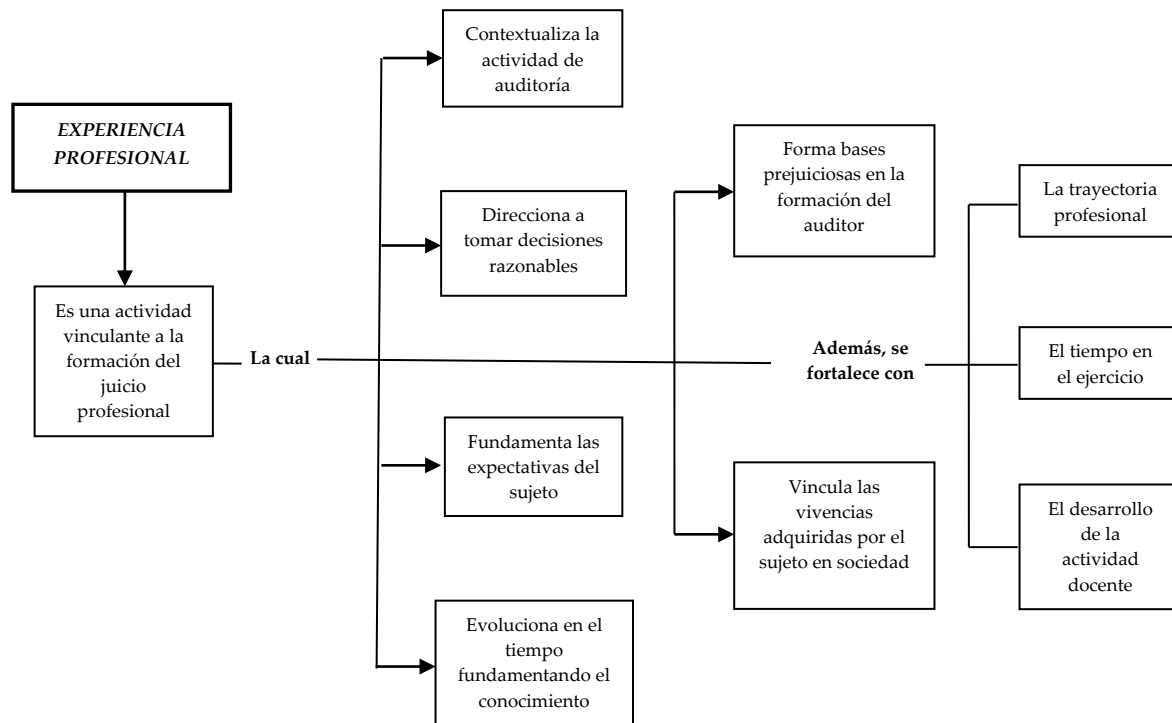 EXPERIENCIA
PROFESIONAL
Es una actividad
vinculante a la
formación del
juicio
profesional
La cual
Contextualiza la
actividad de
auditoría
Direcciona a
tomar decisiones
razonables
Fundamenta las
expectativas del
sujeto
Evoluciona en el
tiempo
fundamentando el
conocimiento
Forma bases
prejuiciosas en la
formación del
auditor
Vincula las
vivencias
adquiridas por el
sujeto en sociedad
Además, se
fortalece con
La trayectoria
profesional
El tiempo en
el ejercicio
El desarrollo
de la
actividad
docente